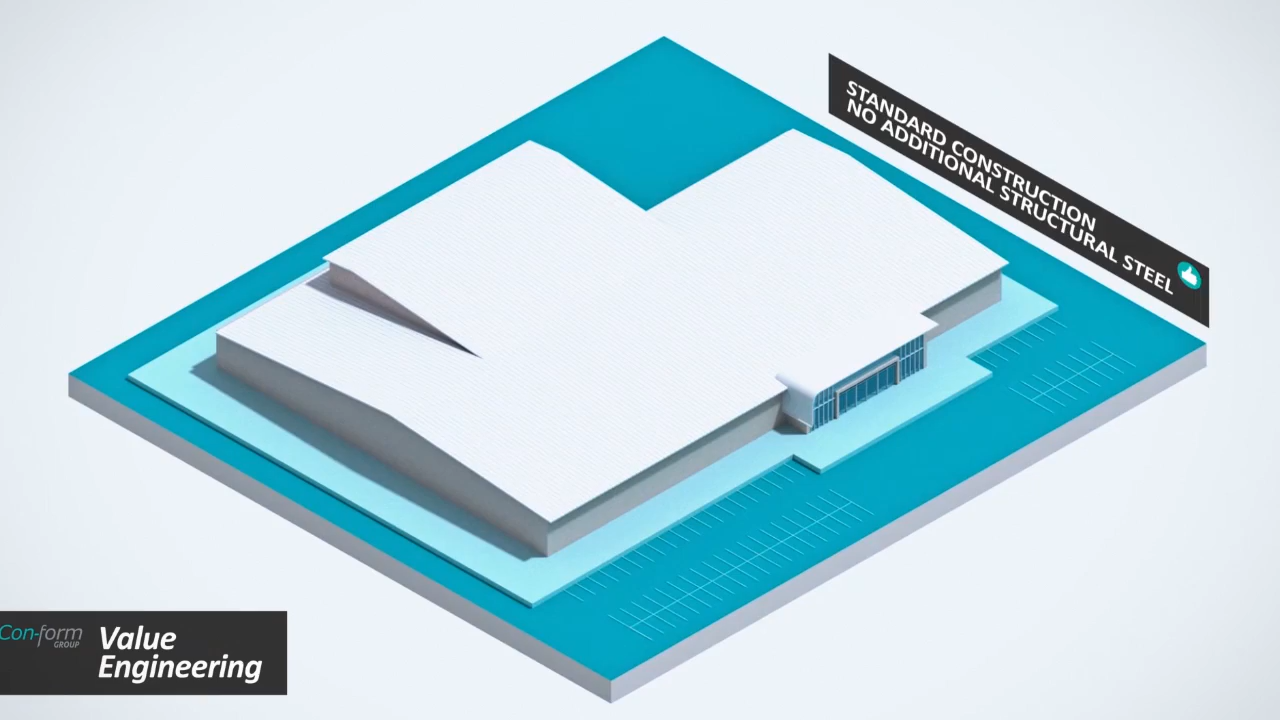 STANDARD CONSTRUCTION
NO ADDITIONAL STRUCTURAL STEEL
Con-form
GROUP
Value
Engineering